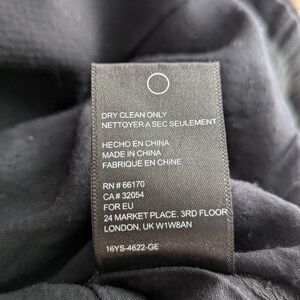 DRY CLEAN ONLY
NETTOYER A SEC SEULEMENT
HECHO EN CHINA
MADE IN CHINA
FABRIQUE EN CHINE
RN # 66170
CA # 32054
FOR EU
24 MARKET PLACE, 3RD FLOOR
LONDON, UK W1W8AN
16YS-4622-GE